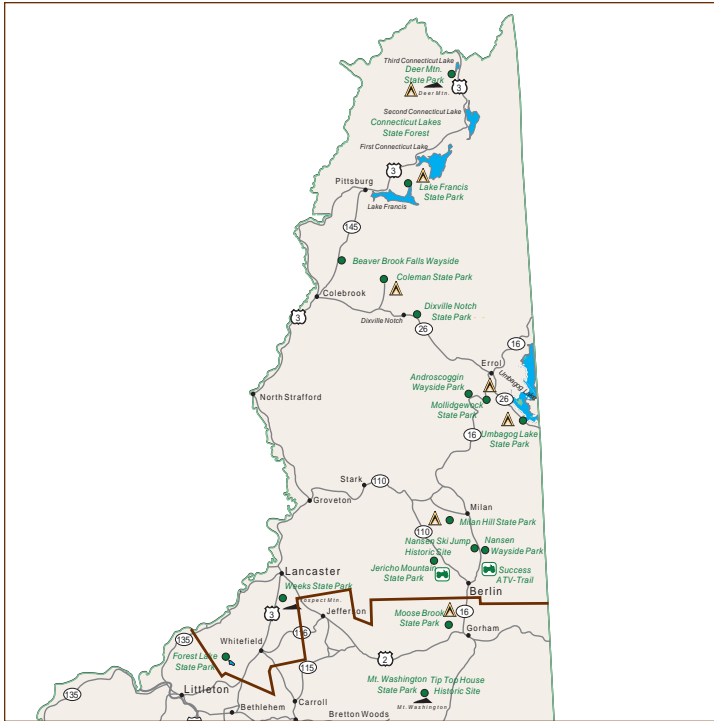 Third Connecticut Lake
Deer Mtn.
State Park
Deer Mtn.
3
Second Connecticut Lake
Connecticut Lakes
State Forest
First Connecticut Lake
3
Pittsburg
Lake Francis
State Park
Lake Francis
145
Beaver Brook Falls Wayside
Coleman State Park
Colebrook
Dixville Notch
State Park
3
Dixville Notch
26
16
Errol
Umbagog
Androscoggin
Wayside Park
26
North Strafford
Mollidgewock
State Park
16
Umbagog Lake
State Park
Stark
110
Groveton
Milan
110
Milan Hill State Park
Nansen Ski Jump
Historic Site
Nansen
Wayside Park
Jericho Mountain
State Park
Success
ATV-Trail
Lancaster
Weeks State Park
Prospect Mtn.
Berlin
3
Jefferson
Moose Brook
State Park
16
135
116
Gorham
Whitefield
Forest Lake
State Park
115
2
135
Littleton
Mt. Washington
State Park
Tip Top House
Historic Site
Carroll
Mt. Washington
Bethlehem
Bretton Woods